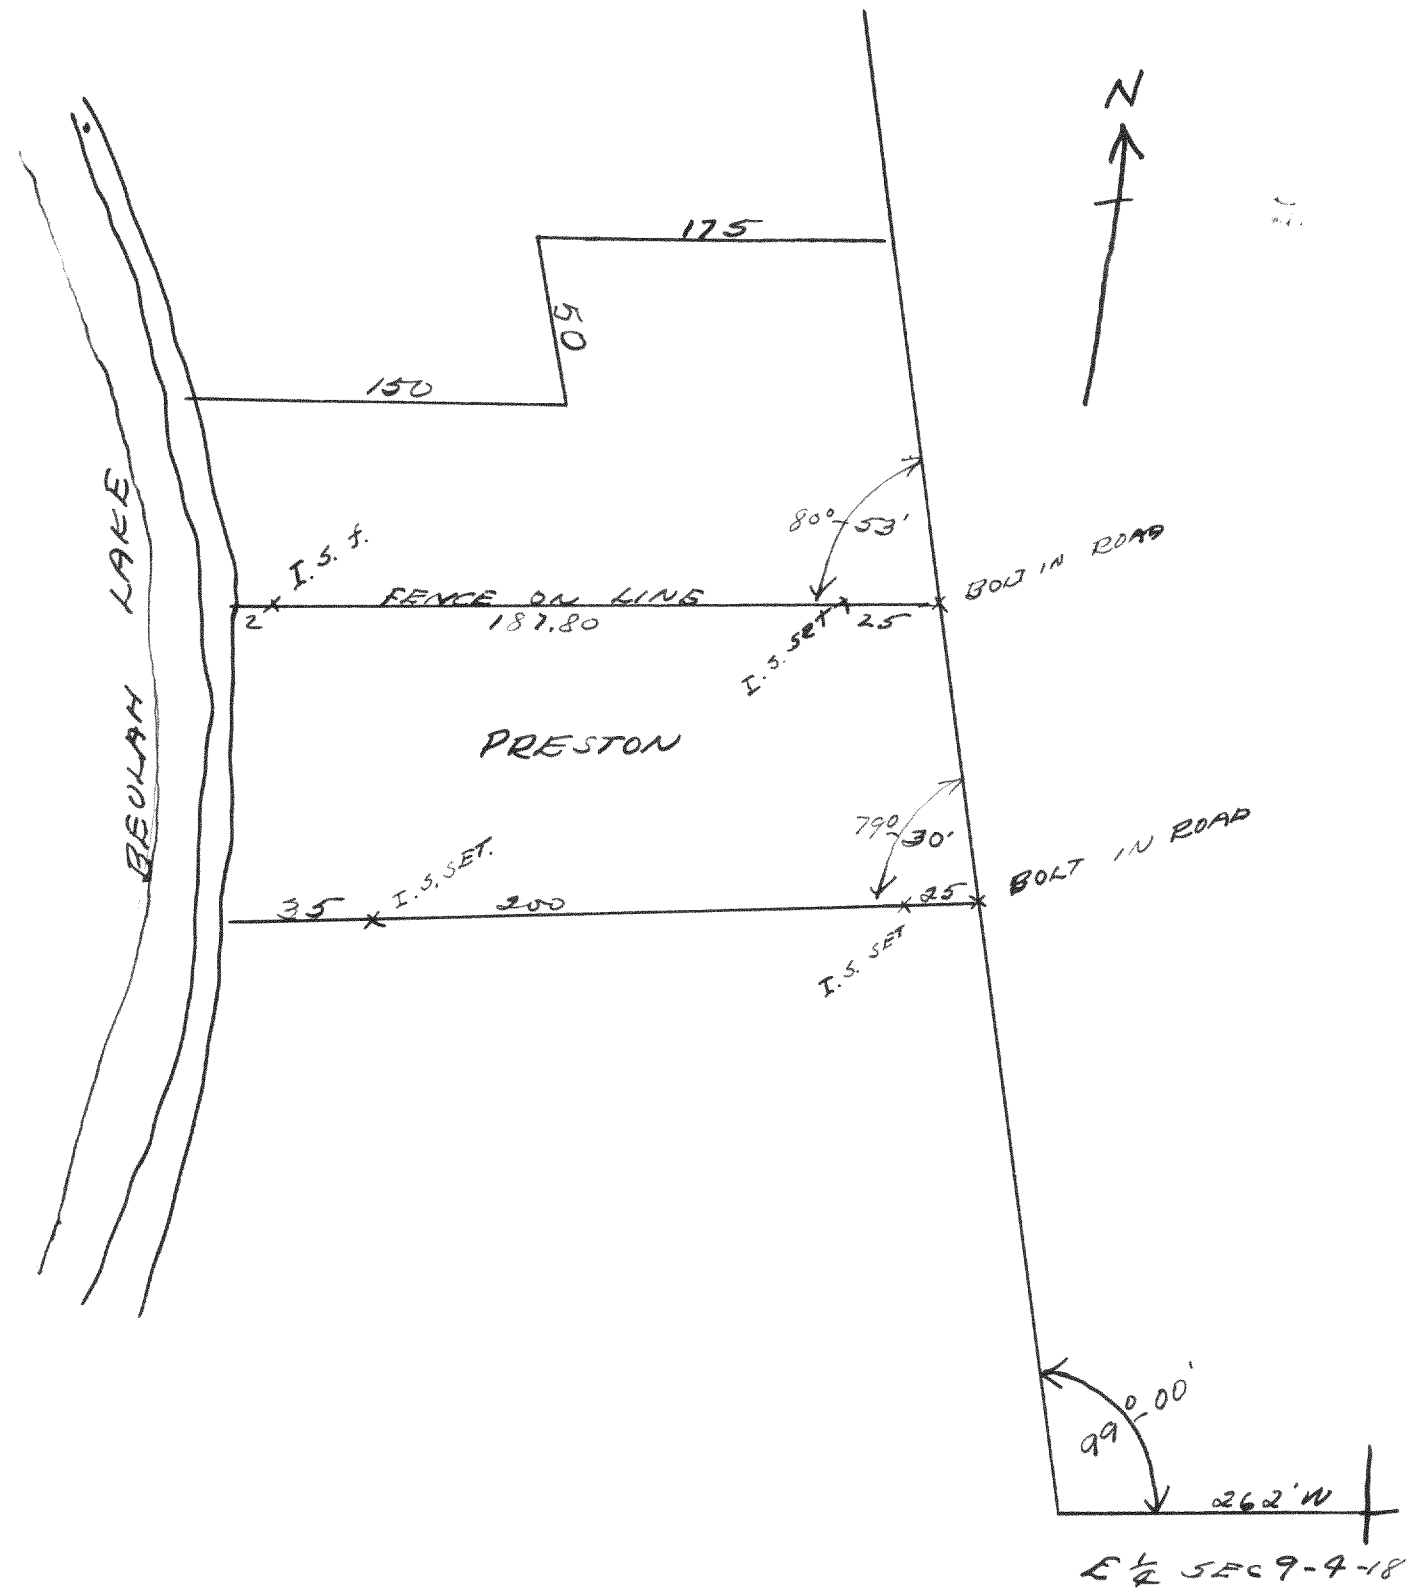 N
175
50
150
80°-53'
I. S. f.
BOLT IN ROAD
FENCE ON LINE
2
187.80
25
I. S. SET
BEULAH LAKE
PRESTON
79°-30'
BOLT IN ROAD
I. S. SET.
35
200
25
I. S. SET
99°-00'
262' W
E 1/4 SEC 9-4-18